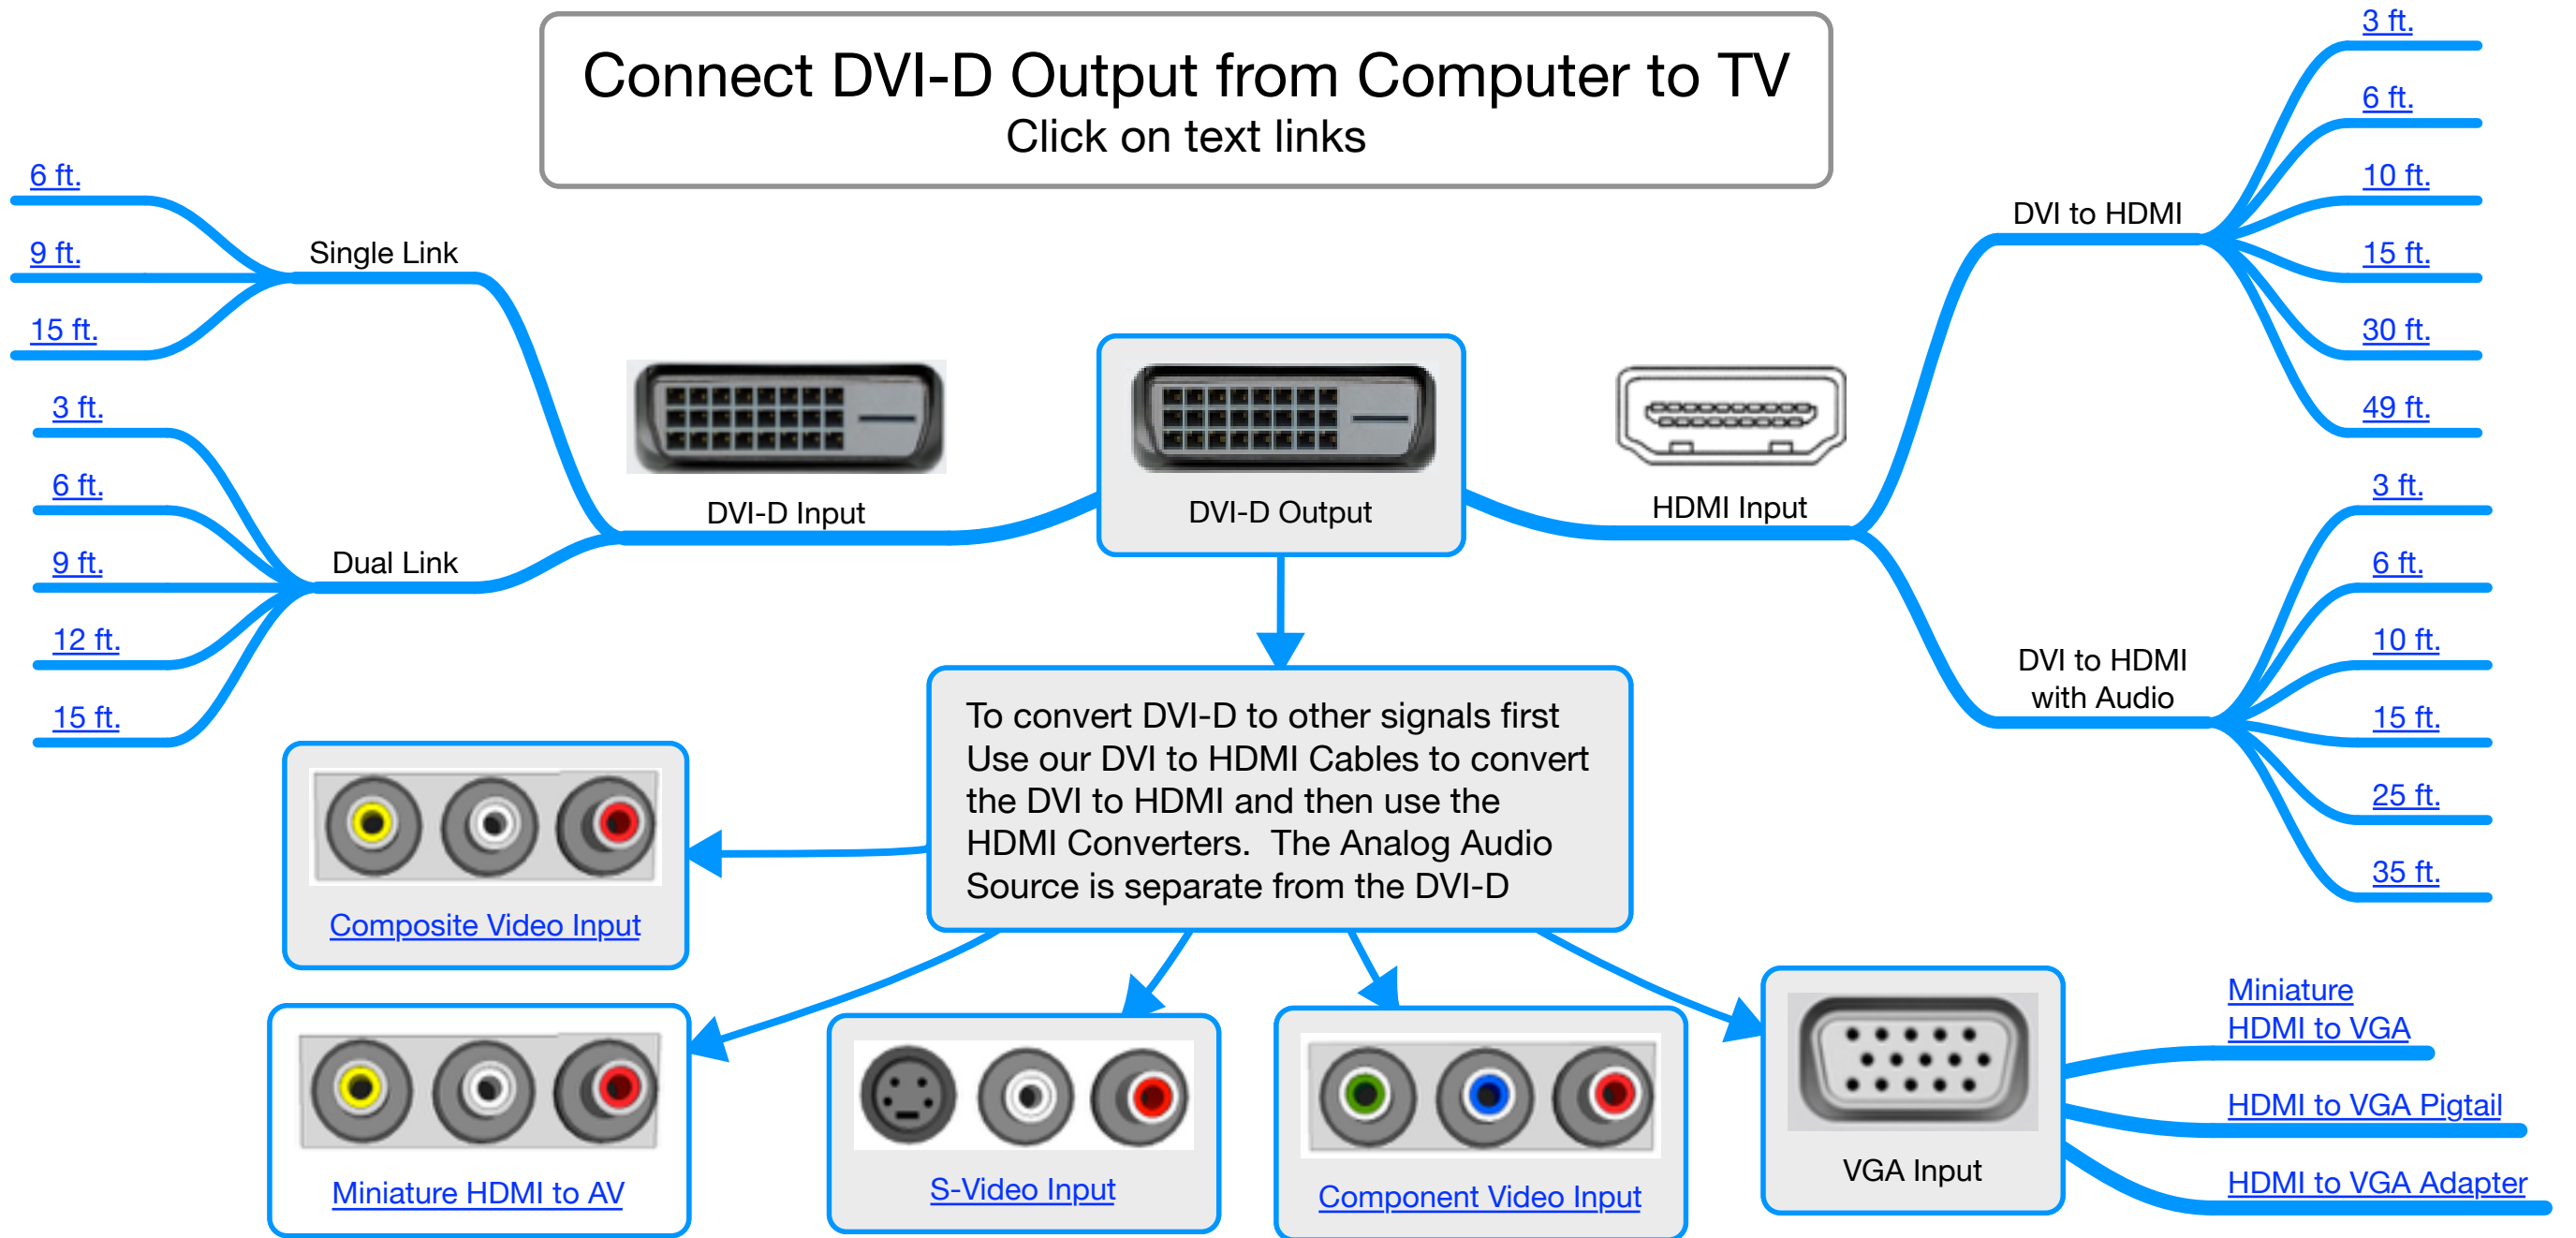 Connect DVI-D Output from Computer to TV
Click on text links
6 ft.
9 ft.
15 ft.
Single Link
3 ft.
6 ft.
9 ft.
12 ft.
15 ft.
Dual Link
DVI-D Input
DVI-D Output
HDMI Input
DVI to HDMI
3 ft.
6 ft.
10 ft.
15 ft.
30 ft.
49 ft.
DVI to HDMI
with Audio
3 ft.
6 ft.
10 ft.
15 ft.
25 ft.
35 ft.
To convert DVI-D to other signals first
Use our DVI to HDMI Cables to convert
the DVI to HDMI and then use the
HDMI Converters.  The Analog Audio
Source is separate from the DVI-D
Composite Video Input
Miniature HDMI to AV
S-Video Input
Component Video Input
VGA Input
Miniature
HDMI to VGA
HDMI to VGA Pigtail
HDMI to VGA Adapter